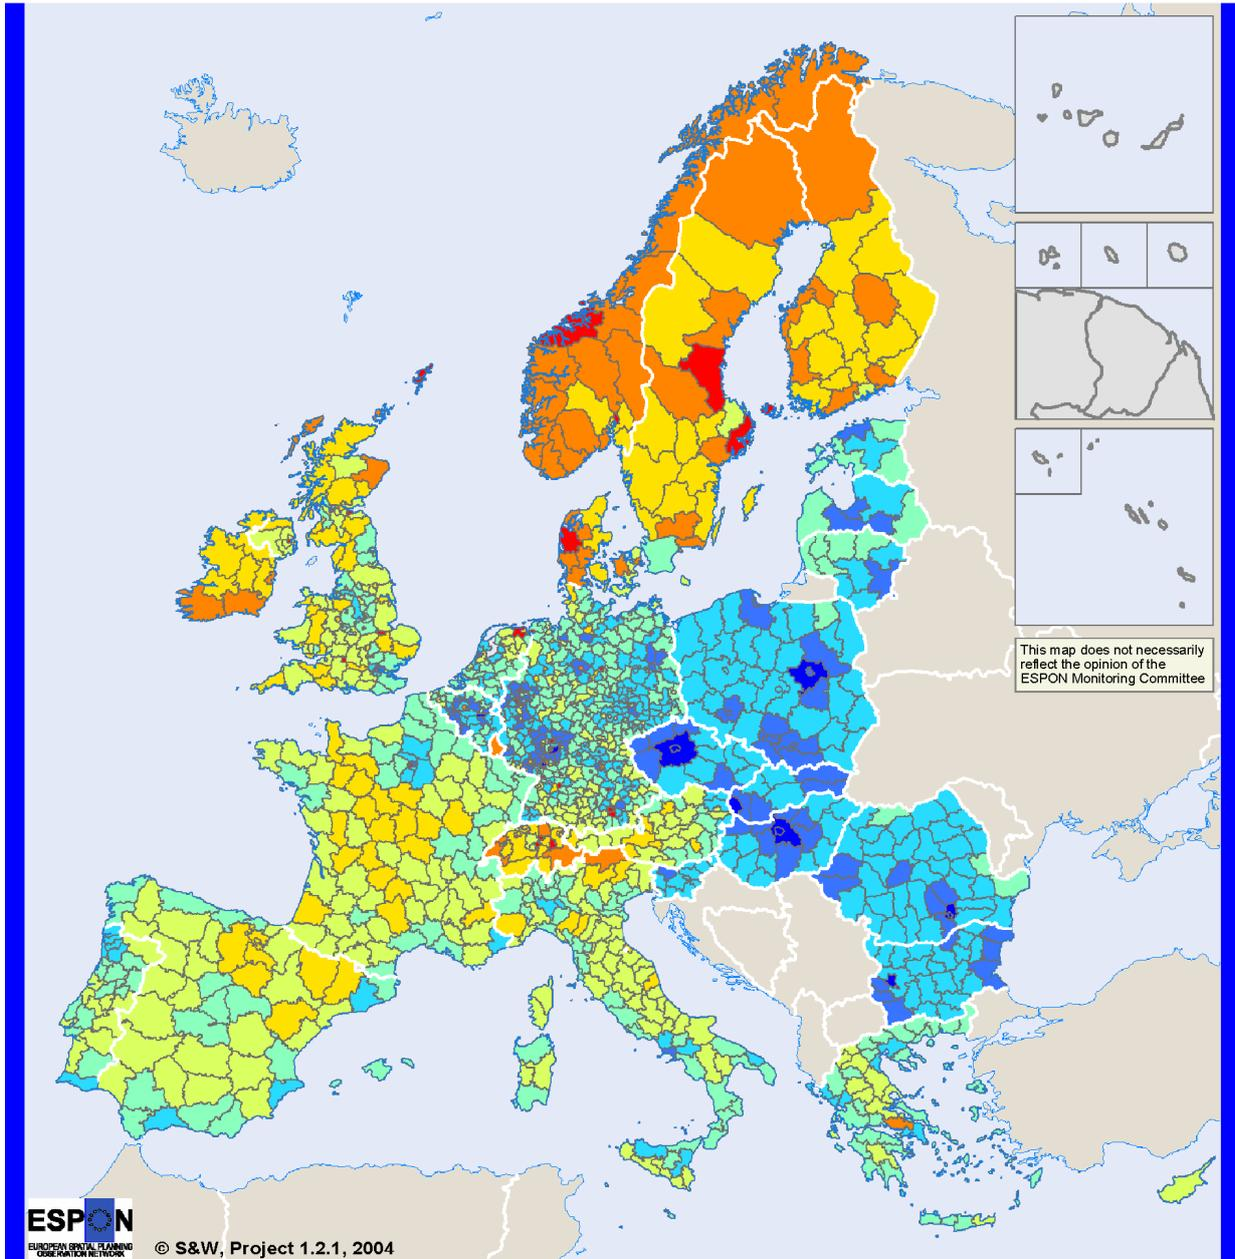 This map does not necessarily
reflect the opinion of the
ESPON Monitoring Committee
ESPON
EUROPEAN SPATIAL PLANNING
OBSERVATION NETWORK
© S&W, Project 1.2.1, 2004